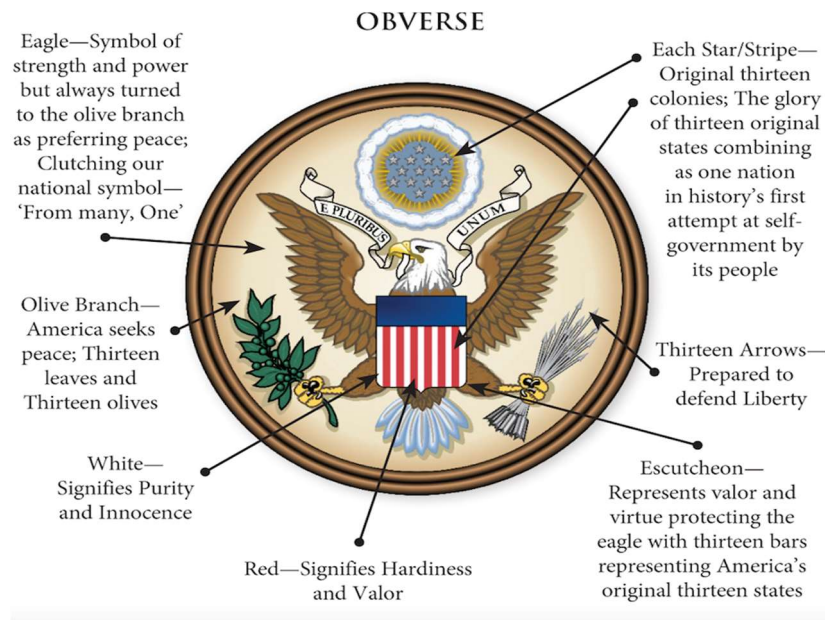 OBVERSE
Eagle—Symbol of
strength and power
but always turned
to the olive branch
as preferring peace;
Clutching our
national symbol—
‘From many, One’
Each Star/Stripe—
Original thirteen
colonies; The glory
of thirteen original
states combining
as one nation
in history’s first
attempt at self-
government by
its people
E PLURIBUS
UNUM
Olive Branch—
America seeks
peace; Thirteen
leaves and
Thirteen olives
Thirteen Arrows—
Prepared to
defend Liberty
White—
Signifies Purity
and Innocence
Escutcheon—
Represents valor and
virtue protecting the
eagle with thirteen bars
representing America’s
original thirteen states
Red—Signifies Hardiness
and Valor